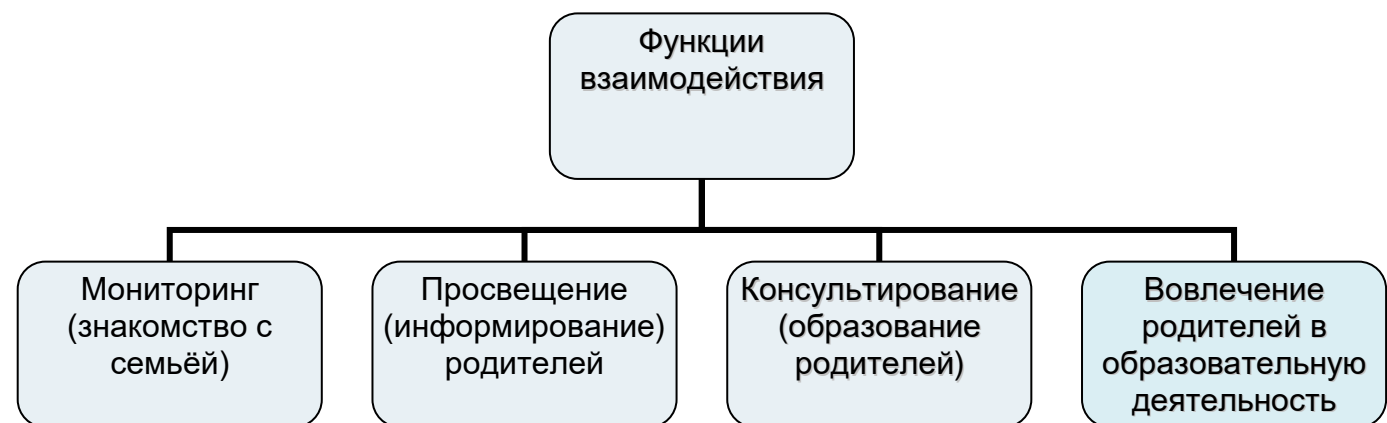 Функции
взаимодействия
Мониторинг
(знакомство с
семьёй)
Просвещение
(информирование)
родителей
Консультирование
(образование
родителей)
Вовлечение
родителей в
образовательную
деятельность